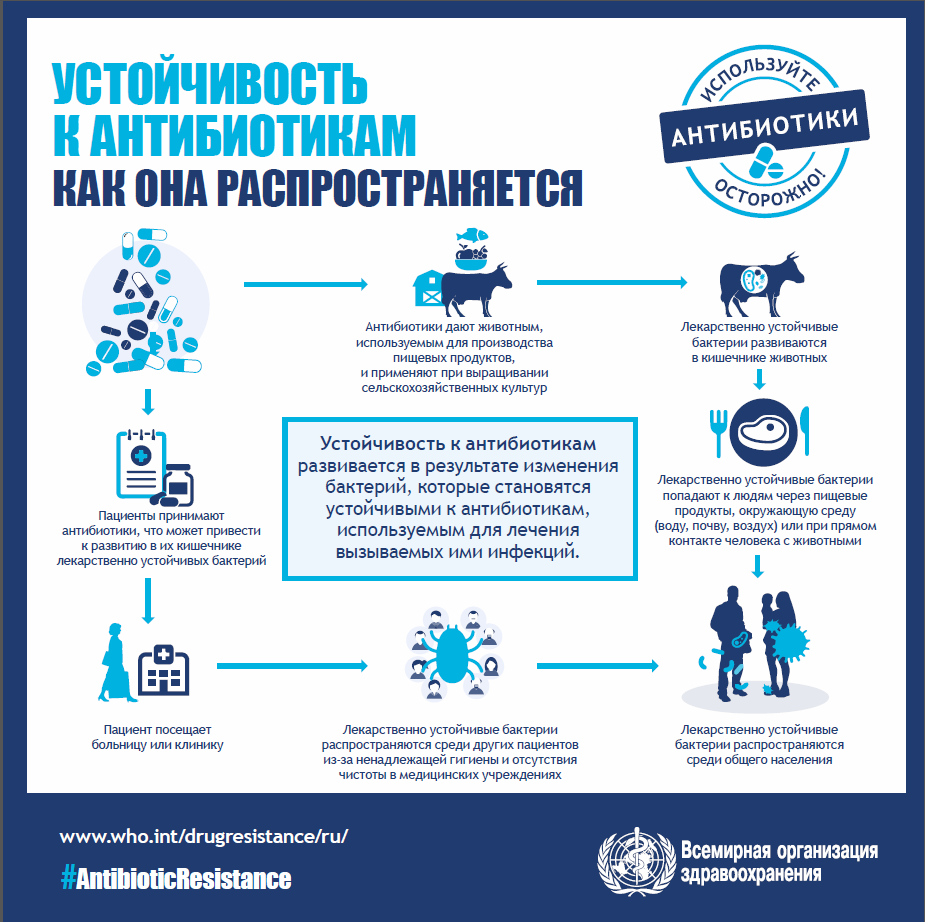 УСТОЙЧИВОСТЬ
К АНТИБИОТИКАМ
КАК ОНА РАСПРОСТРАНЯЕТСЯ
ИСПОЛЬЗУЙТЕ
АНТИБИОТИКИ
ОСТОРОЖНО!
Антибиотики дают животным,
используемым для производства
пищевых продуктов,
и применяют при выращивании
сельскохозяйственных культур
Лекарственно устойчивые
бактерии развиваются
в кишечнике животных
Пациенты принимают
антибиотики, что может привести
к развитию в их кишечнике
лекарственно устойчивых бактерий
Устойчивость к антибиотикам
развивается в результате изменения
бактерий, которые становятся
устойчивыми к антибиотикам,
используемым для лечения
вызываемых ими инфекций.
Лекарственно устойчивые бактерии
попадают к людям через пищевые
продукты, окружающую среду
(воду, почву, воздух) или при прямом
контакте человека с животными
Пациент посещает
больницу или клинику
Лекарственно устойчивые бактерии
распространяются среди других пациентов
из-за ненадлежащей гигиены и отсутствия
чистоты в медицинских учреждениях
Лекарственно устойчивые
бактерии распространяются
среди общего населения
www.who.int/drugresistance/ru/
#AntibioticResistance
Всемирная организация
здравоохранения